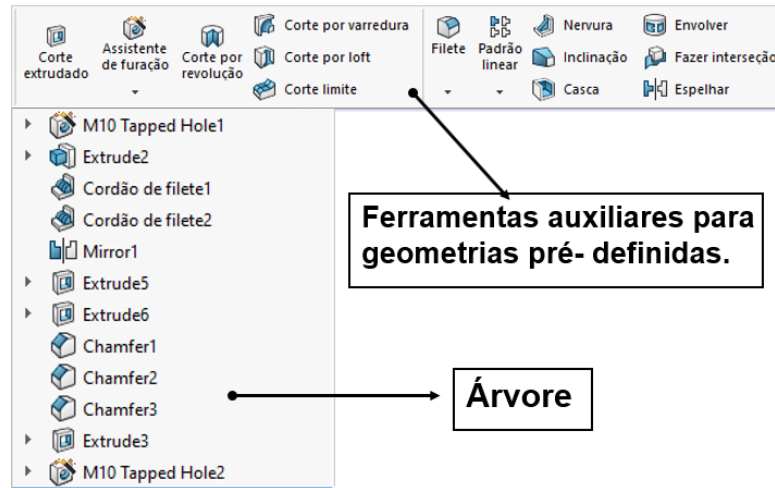 Corte extrudado
Assistente de furação
Corte por revolução
Corte por varredura
Corte por loft
Corte limite
Filete
Padrão linear
Nervura
Inclinação
Casca
Envolver
Fazer interseção
Espelhar
M10 Tapped Hole1
Extrude2
Cordão de filete1
Cordão de filete2
Mirror1
Extrude5
Extrude6
Chamfer1
Chamfer2
Chamfer3
Extrude3
M10 Tapped Hole2
Ferramentas auxiliares para
geometrias pré- definidas.
Árvore